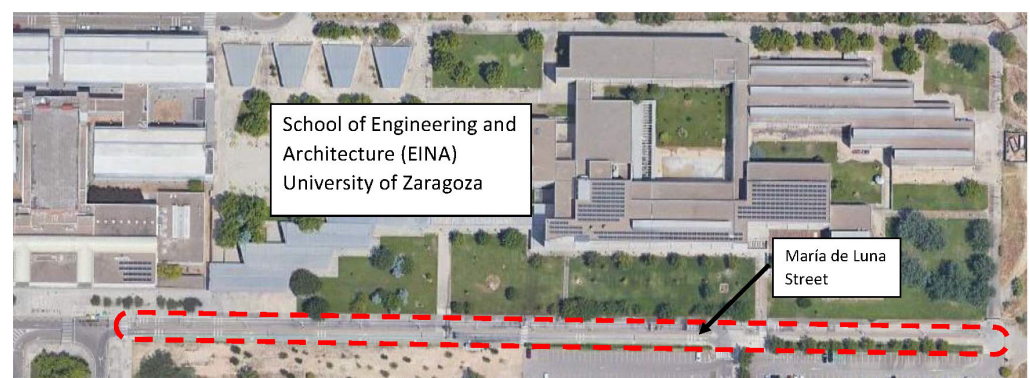 School of Engineering and
Architecture (EINA)
University of Zaragoza
María de Luna
Street